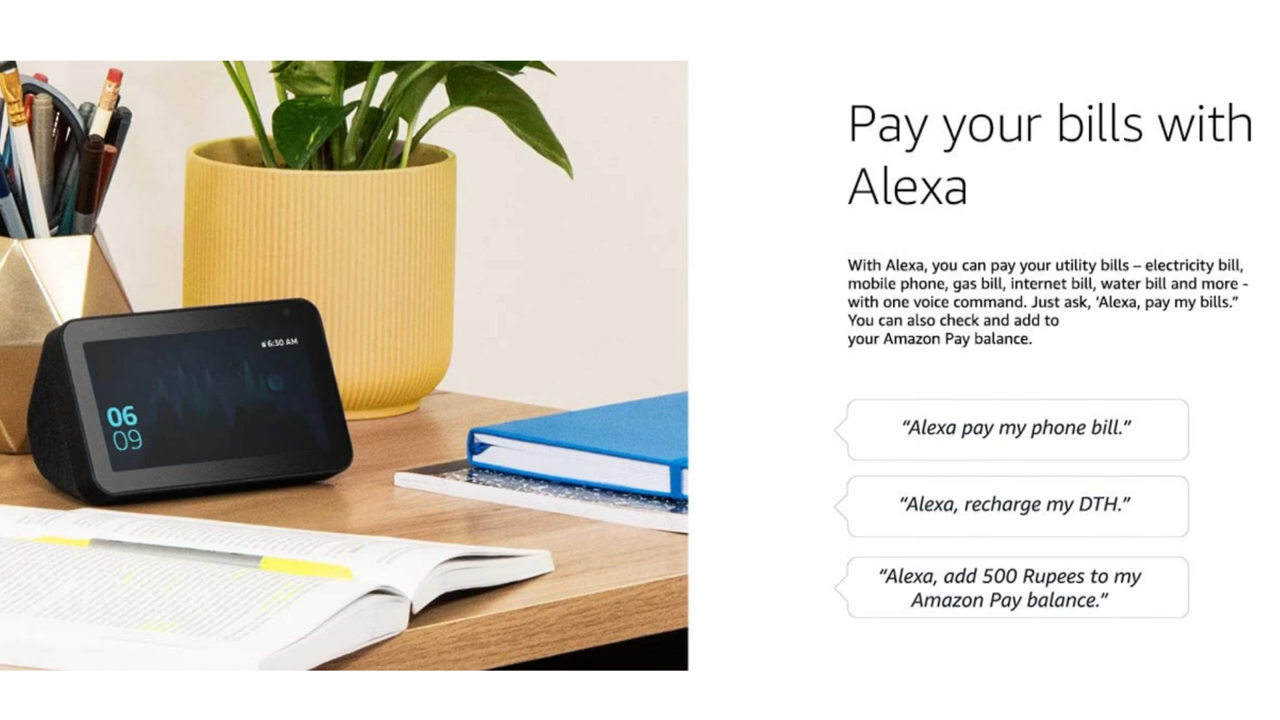 6:30 AM
06
09
Pay your bills with
Alexa
With Alexa, you can pay your utility bills – electricity bill,
mobile phone, gas bill, internet bill, water bill and more -
with one voice command. Just ask, ‘Alexa, pay my bills.”
You can also check and add to
your Amazon Pay balance.
“Alexa pay my phone bill.”
“Alexa, recharge my DTH.”
“Alexa, add 500 Rupees to my
Amazon Pay balance.”